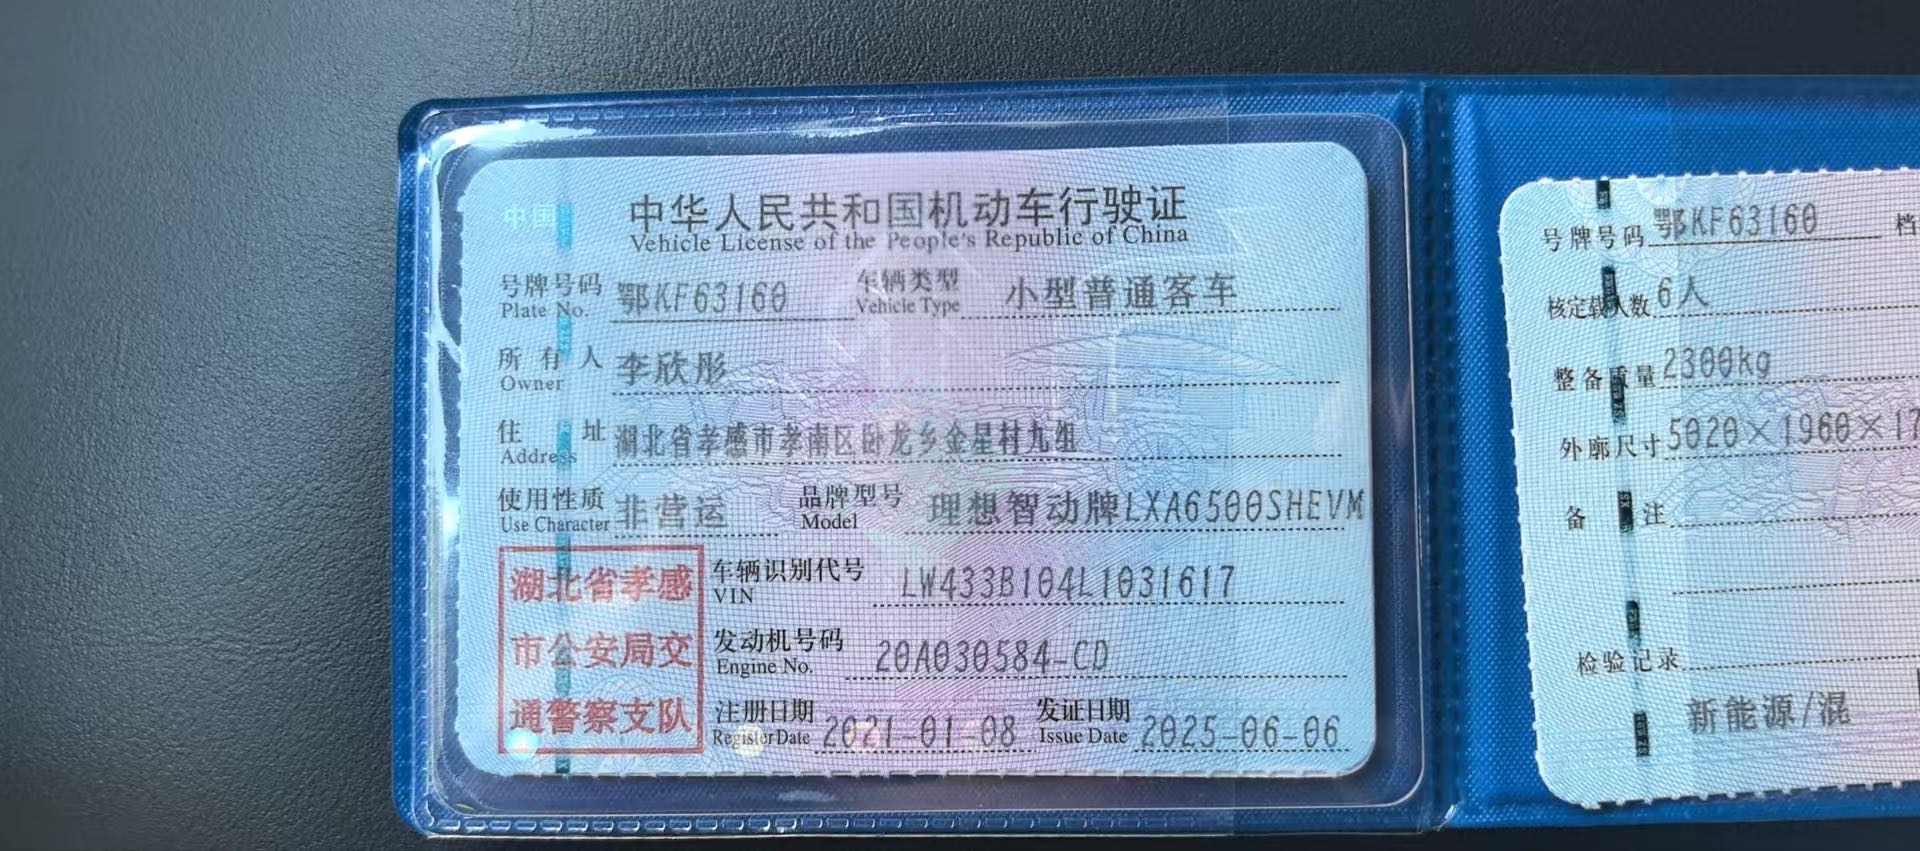 中国
中华人民共和国机动车行驶证
Vehicle License of the People's Republic of China
号牌号码 鄂KF63160 车辆类型 小型普通客车
Plate No. Vehicle Type
所有人 李欣彤
Owner
住址 湖北省孝感市孝南区卧龙乡金星村九组
Address
使用性质 非营运 品牌型号 理想智动牌LXA6500SHEVM
Use Character Model
湖北省孝感
市公安局交
通警察支队
车辆识别代号 LW433B104L1031617
VIN
发动机号码 20A030584-CD
Engine No.
注册日期 2021-01-08 发证日期 2025-06-06
Register Date Issue Date
号牌号码 鄂KF63160 档
核定载人数 6人
整备质量 2300kg
外廓尺寸 5020×1960×17
备注
检验记录
新能源/混